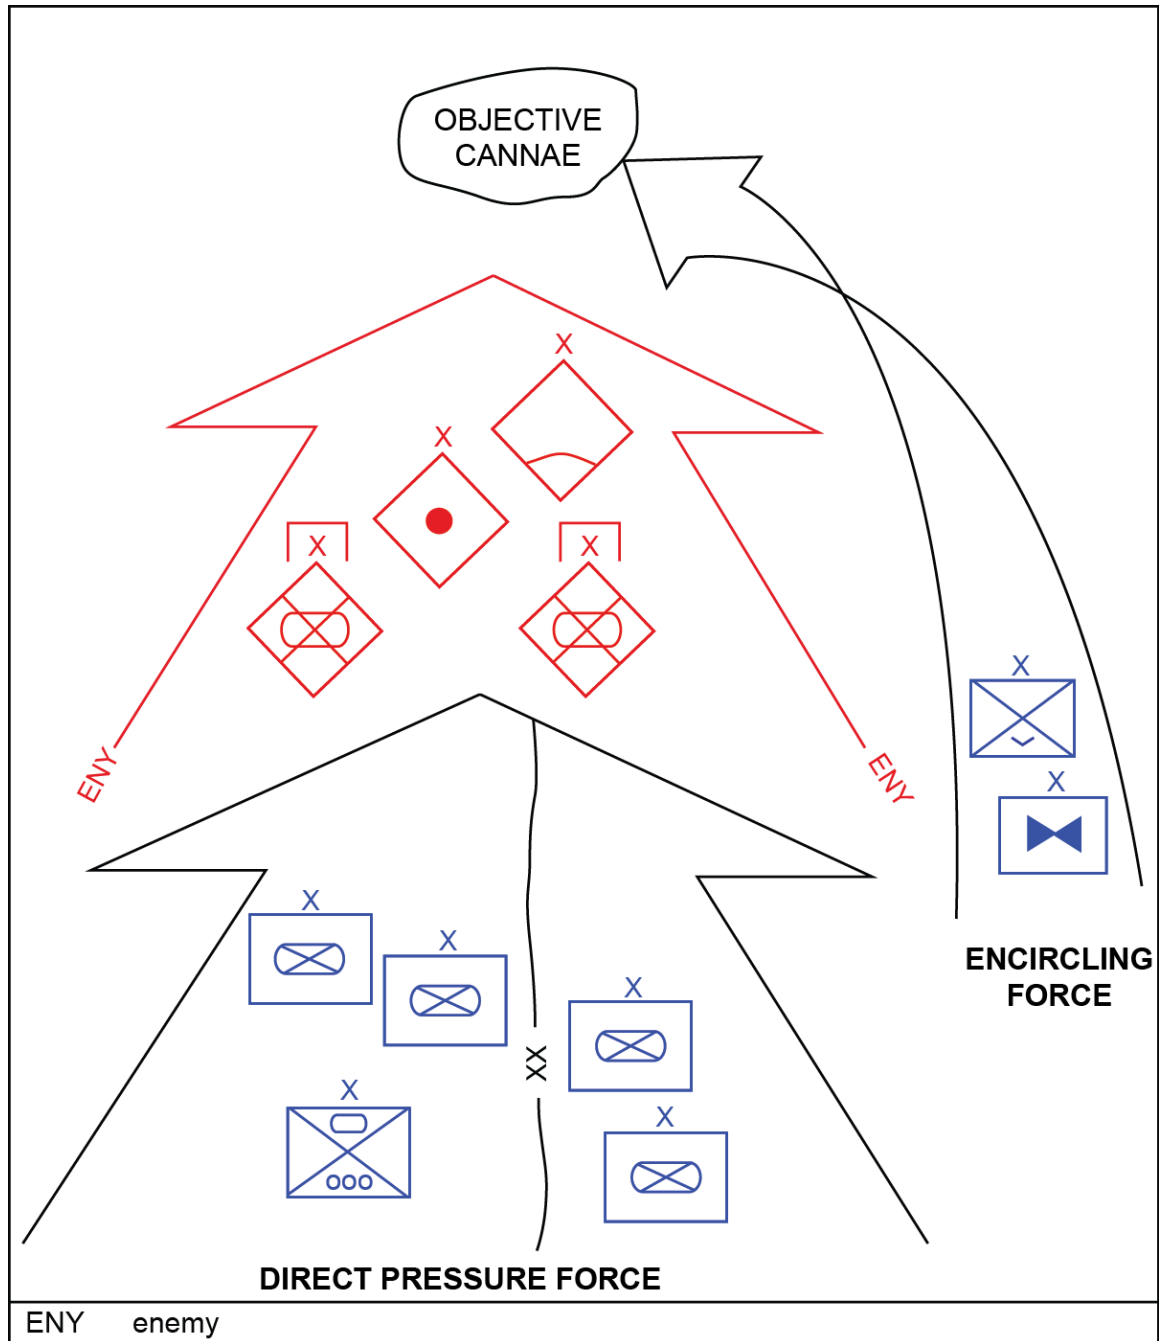 OBJECTIVE
CANNAE
X
X
X
X
ENY
ENY
X
X
ENCIRCLING
FORCE
X
X
X
XX
X
X
DIRECT PRESSURE FORCE
ENY enemy